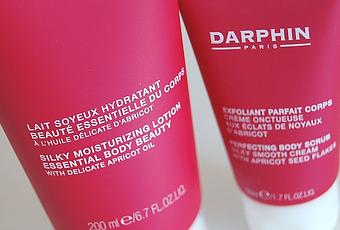 LAIT SOYEUX HYDRATANT
BEAUTÉ ESSENTIELLE DU CORPS
À L'HUILE DÉLICATE D'ABRICOT
SILKY MOISTURIZING LOTION
ESSENTIAL BODY BEAUTY
WITH DELICATE APRICOT OIL
200 ml e/6.7 FL.OZ.LIQ.
DARPHIN
PARIS
EXFOLIANT PARFAIT CORPS
CRÈME ONCTUEUSE
AUX ÉCLATS DE NOYAUX
D'ABRICOT
PERFECTING BODY SCRUB
SILKY SMOOTH CREAM
WITH APRICOT SEED FLAKES
e/1.7 FL.OZ.LIQ.